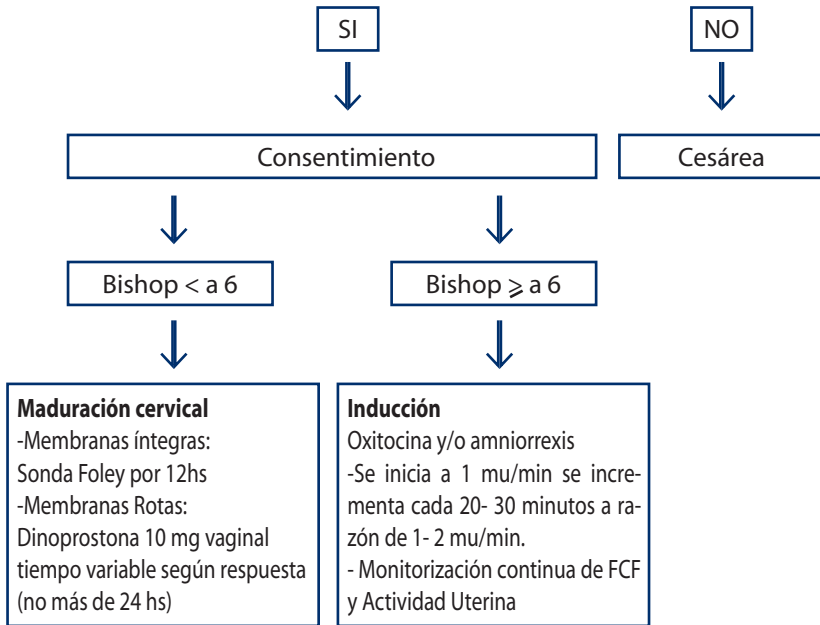 SI
NO
Consentimiento
Cesárea
Bishop < a 6
Bishop ⩾ a 6
Maduración cervical
-Membranas íntegras:
Sonda Foley por 12hs
-Membranas Rotas:
Dinoprostona 10 mg vaginal
tiempo variable según respuesta
(no más de 24 hs)
Inducción
Oxitocina y/o amniorrexis
-Se inicia a 1 mu/min se incre-
menta cada 20- 30 minutos a ra-
zón de 1- 2 mu/min.
- Monitorización continua de FCF
y Actividad Uterina